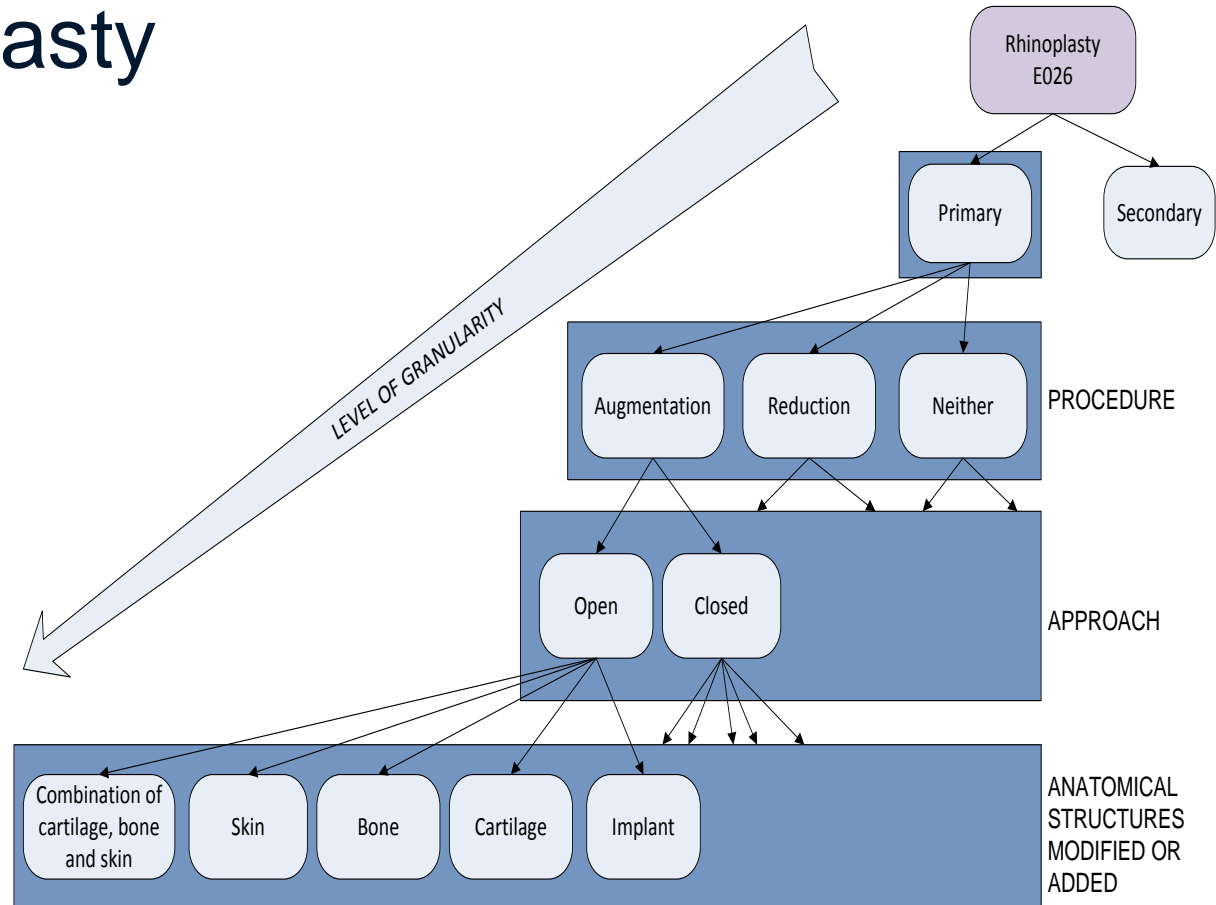 asty
Rhinoplasty
E026
Primary
Secondary
LEVEL OF GRANULARITY
Augmentation
Reduction
Neither
PROCEDURE
Open
Closed
APPROACH
Combination of
cartilage, bone
and skin
Skin
Bone
Cartilage
Implant
ANATOMICAL
STRUCTURES
MODIFIED OR
ADDED